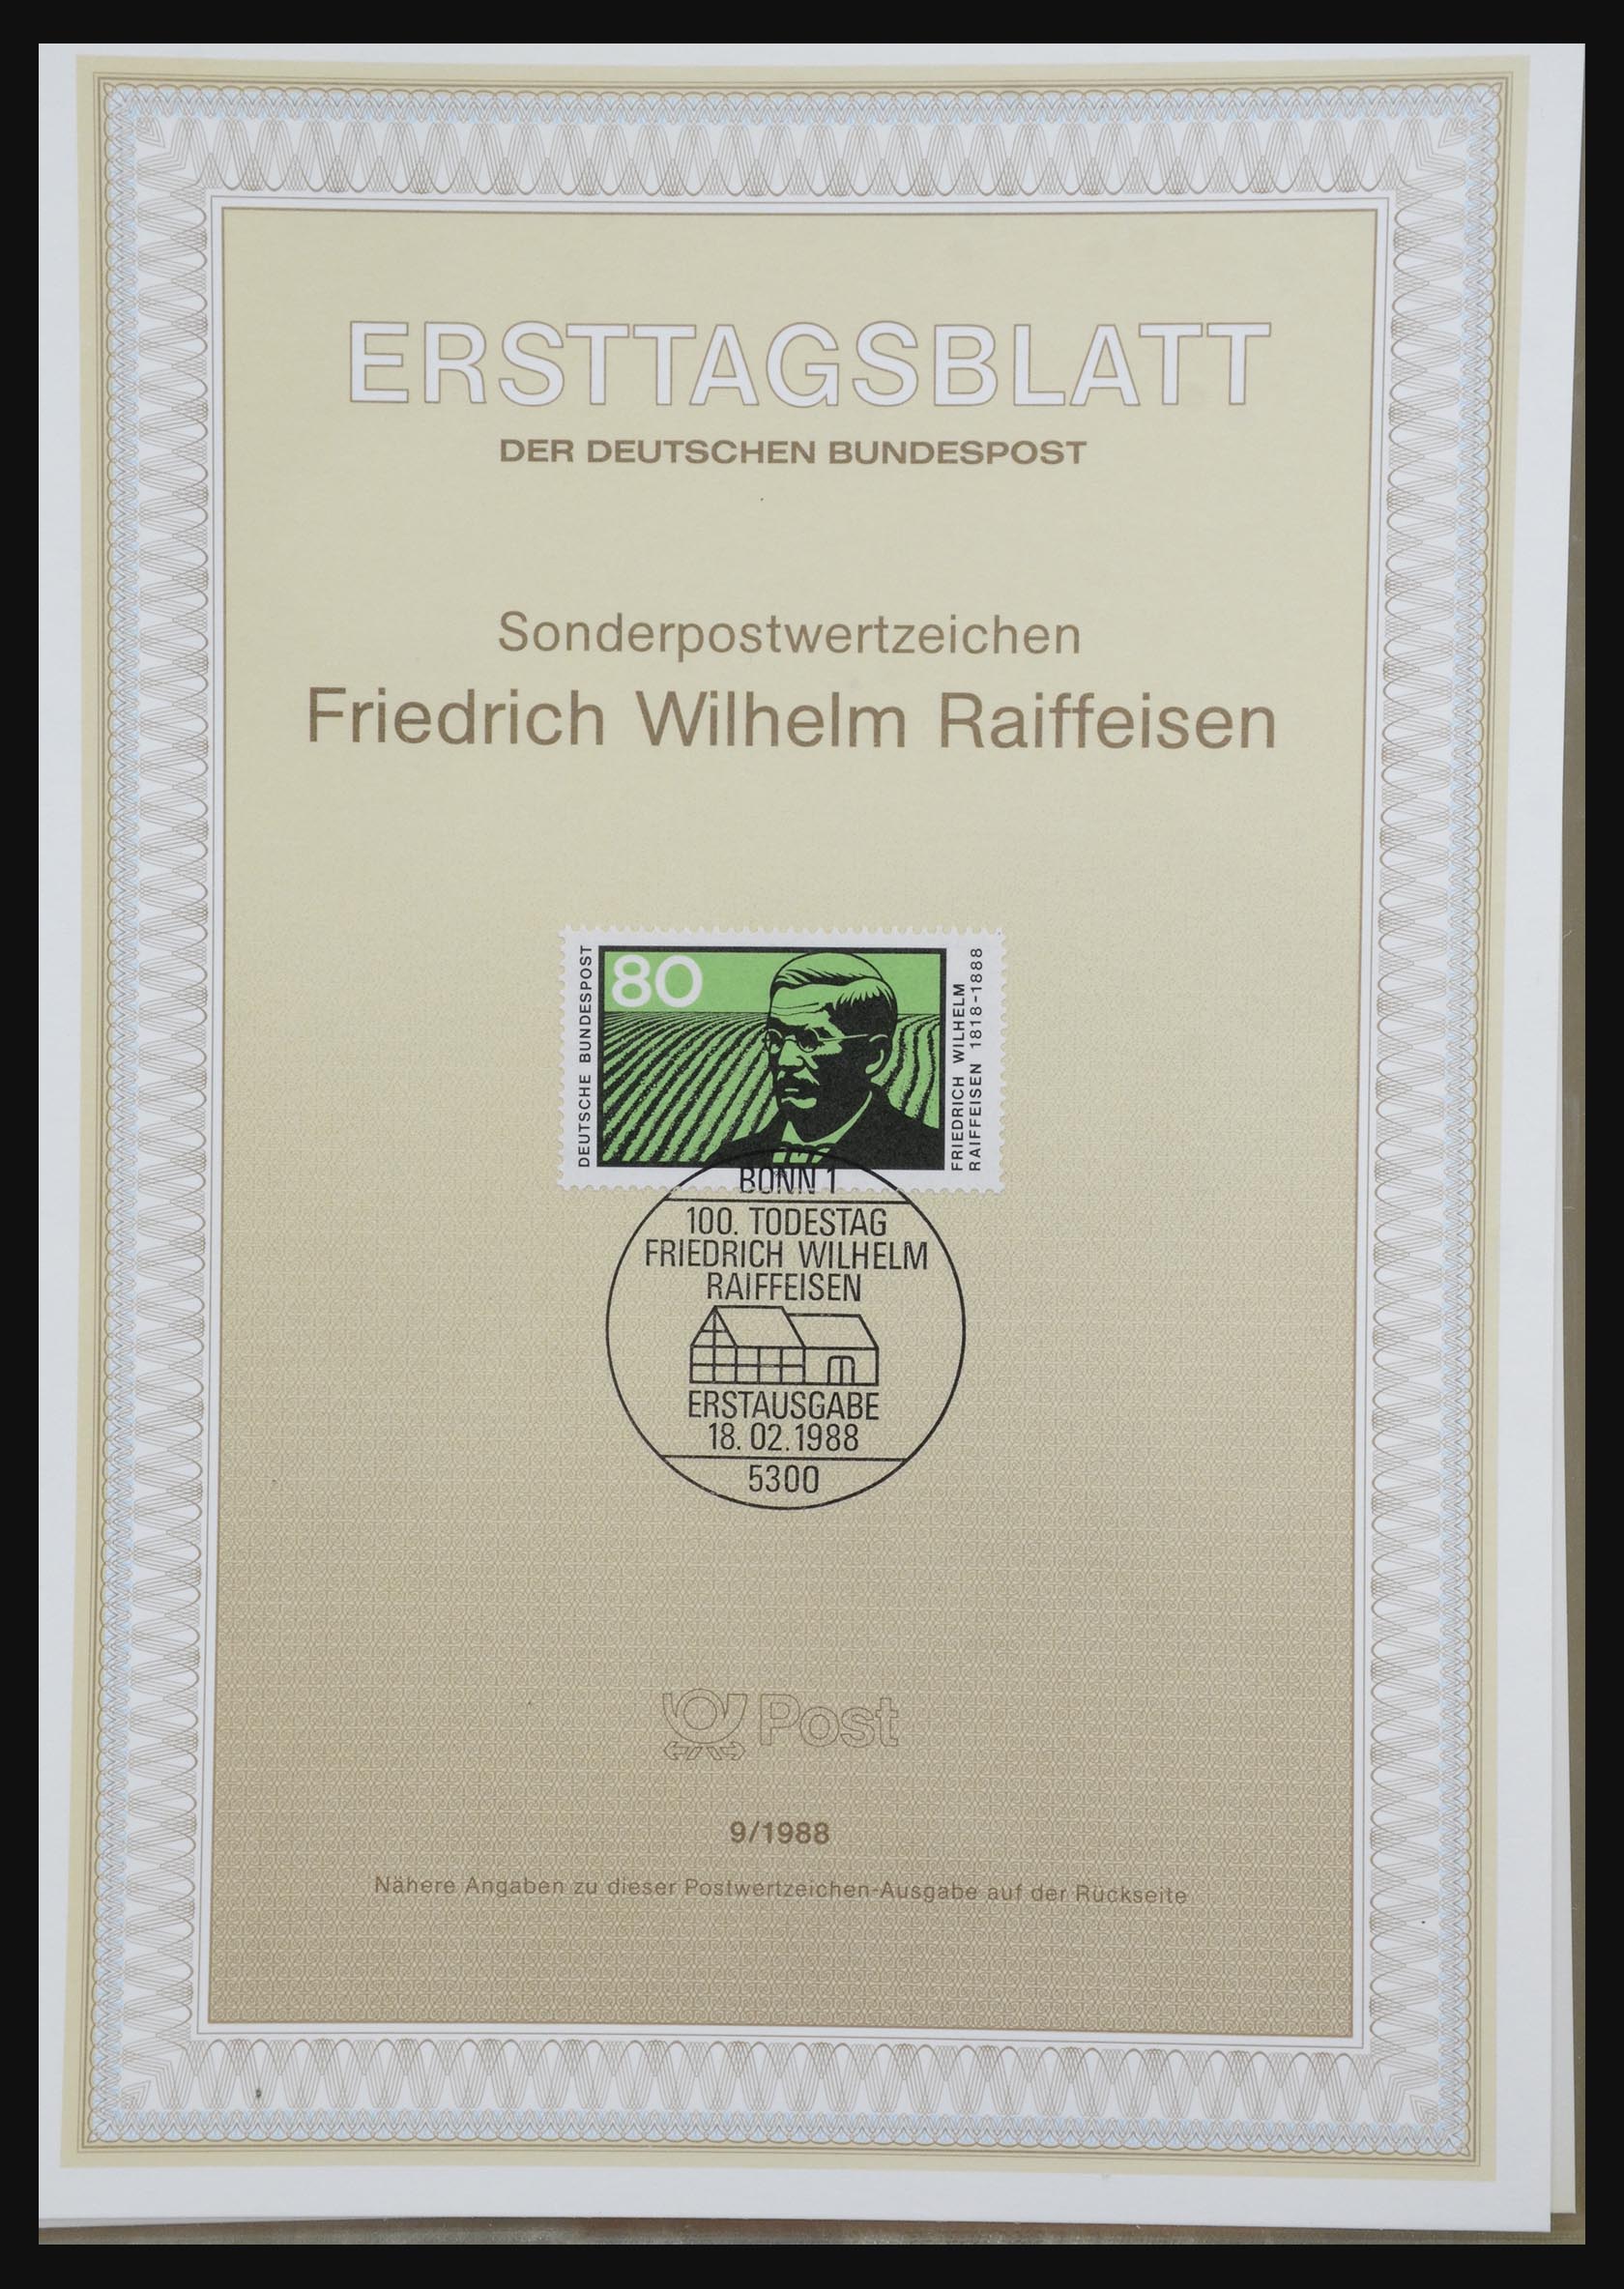 ERSTTAGSBLATT
DER DEUTSCHEN BUNDESPOST
Sonderpostwertzeichen
Friedrich Wilhelm Raiffeisen
DEUTSCHE BUNDESPOST
80
FRIEDRICH WILHELM
RAIFFEISEN 1818-1888
BONN 1
100. TODESTAG
FRIEDRICH WILHELM
RAIFFEISEN
ERSTAUSGABE
18.02.1988
5300
Post
9/1988
Nähere Angaben zu dieser Postwertzeichen-Ausgabe auf der Rückseite